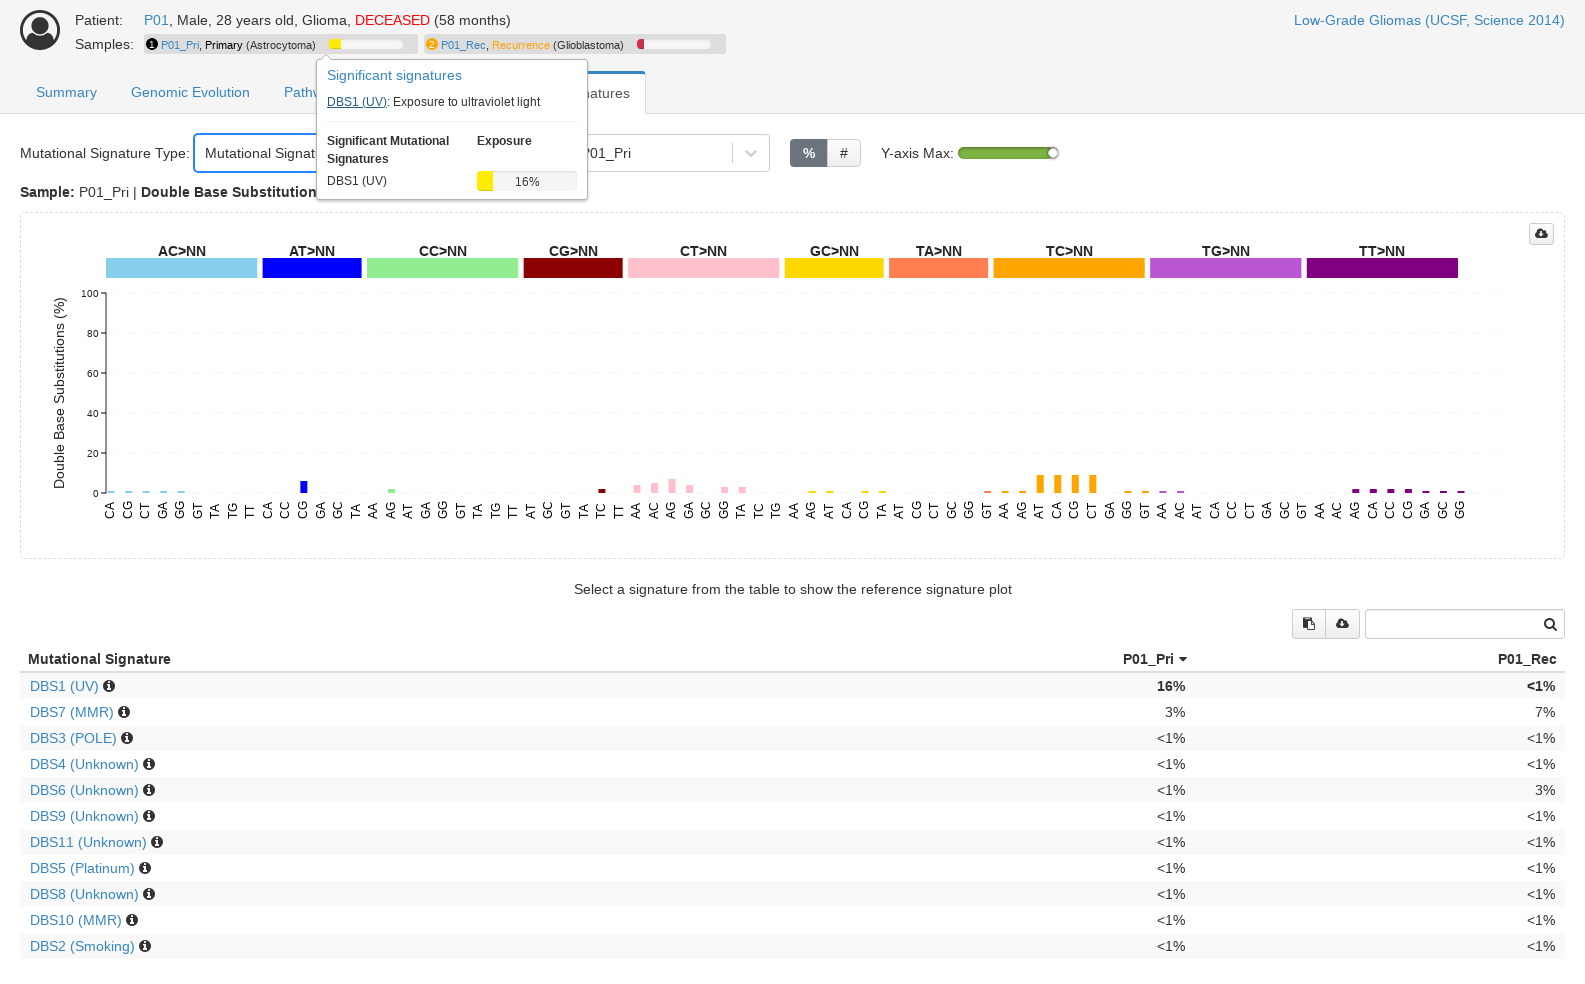 Patient: P01, Male, 28 years old, Glioma, DECEASED (58 months)
Low-Grade Gliomas (UCSF, Science 2014)
Samples: 1 P01_Pri, Primary (Astrocytoma) 2 P01_Rec, Recurrence (Glioblastoma)
Significant signatures
DBS1 (UV): Exposure to ultraviolet light
Significant Mutational Signatures Exposure
DBS1 (UV) 16%
Summary Genomic Evolution
Mutational Signature Type: P01_Pri % # Y-axis Max:
Sample: P01_Pri | Double Base Substitution
AC>NN AT>NN CC>NN CG>NN CT>NN GC>NN TA>NN TC>NN TG>NN TT>NN
Double Base Substitutions (%)
100
80
60
40
20
0
CA CG CT GA GG GT TA TG TT CA CC CG GA GC TA AA AG AT GA GG GT TA TG TT AT GC GT TA TC TT AA AC AG GA GC GG TA TC TG AA AG AT CA CG TA AT CG CT GC GG GT AA AG AT CA CG CT GA GG GT AA AC AT CA CC CT GA GC GT AA AC AG CA CC CG GA GC GG
Select a signature from the table to show the reference signature plot
Mutational Signature P01_Pri P01_Rec
DBS1 (UV) 16% <1%
DBS7 (MMR) 3% 7%
DBS3 (POLE) <1% <1%
DBS4 (Unknown) <1% <1%
DBS6 (Unknown) <1% 3%
DBS9 (Unknown) <1% <1%
DBS11 (Unknown) <1% <1%
DBS5 (Platinum) <1% <1%
DBS8 (Unknown) <1% <1%
DBS10 (MMR) <1% <1%
DBS2 (Smoking) <1% <1%